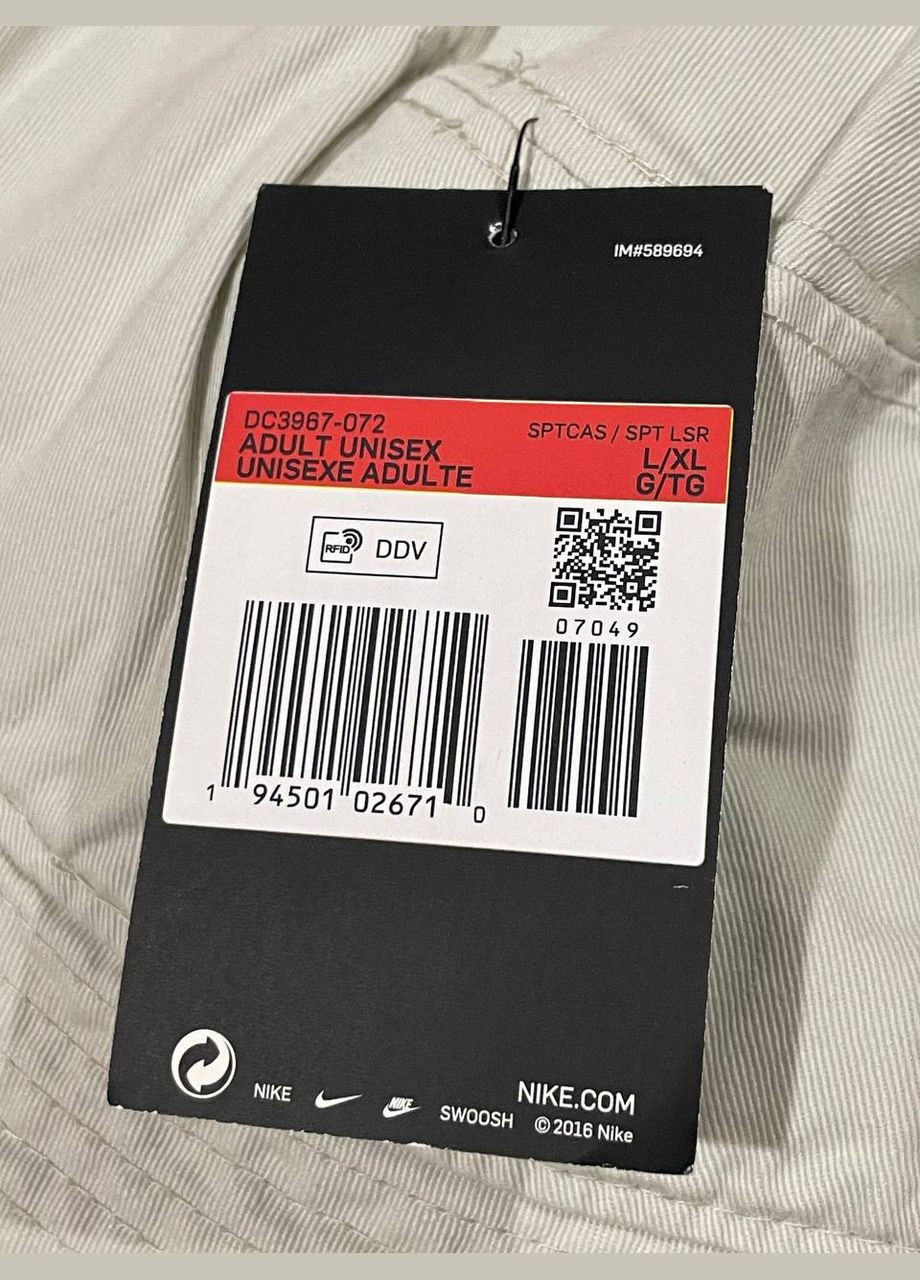 IM#589694
DC3967-072
ADULT UNISEX
UNISEXE ADULTE
SPTCAS / SPT LSR
L/XL
G/TG
RFID DDV
07049
1 94501 02671 0
NIKE NIKE SWOOSH
NIKE.COM
© 2016 Nike